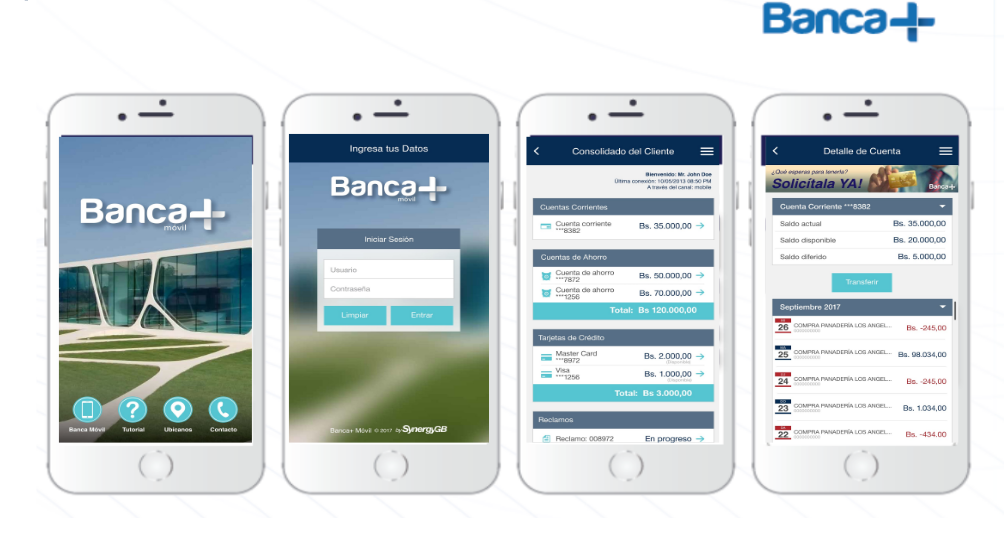 Banca+
Banca+
móvil
Banca Móvil
Tutorial
Ubícanos
Contacto
Ingresa tus Datos
Banca+
móvil
Iniciar Sesión
Usuario
Contraseña
Limpiar
Entrar
Banca+ Móvil © 2017 by SynergyGB
Consolidado del Cliente
Bienvenido: Mr. John Doe
Última conexión: 10/05/2013 08:50 PM
A través del canal: mobile
Cuentas Corrientes
Cuenta corriente Bs. 35.000,00
***8382
Cuentas de Ahorro
Cuenta de ahorro Bs. 50.000,00
***7872
Cuenta de ahorro Bs. 70.000,00
***1256
Total: Bs 120.000,00
Tarjetas de Crédito
Master Card Bs. 2.000,00
***8972
Visa Bs. 1.000,00
***1256
Total: Bs 3.000,00
Reclamos
Reclamo: 008972 En progreso
Detalle de Cuenta
¿Qué esperas para tenerla?
Solicítala YA!
Banca+
Cuenta Corriente ***8382
Saldo actual Bs. 35.000,00
Saldo disponible Bs. 20.000,00
Saldo diferido Bs. 5.000,00
Transferir
Septiembre 2017
26 COMPRA PANADERÍA LOS ANGEL... Bs. -245,00
25 COMPRA PANADERÍA LOS ANGEL... Bs. 98.034,00
24 COMPRA PANADERÍA LOS ANGEL... Bs. -245,00
23 COMPRA PANADERÍA LOS ANGEL... Bs. 1.034,00
22 COMPRA PANADERÍA LOS ANGEL... Bs. -434.00